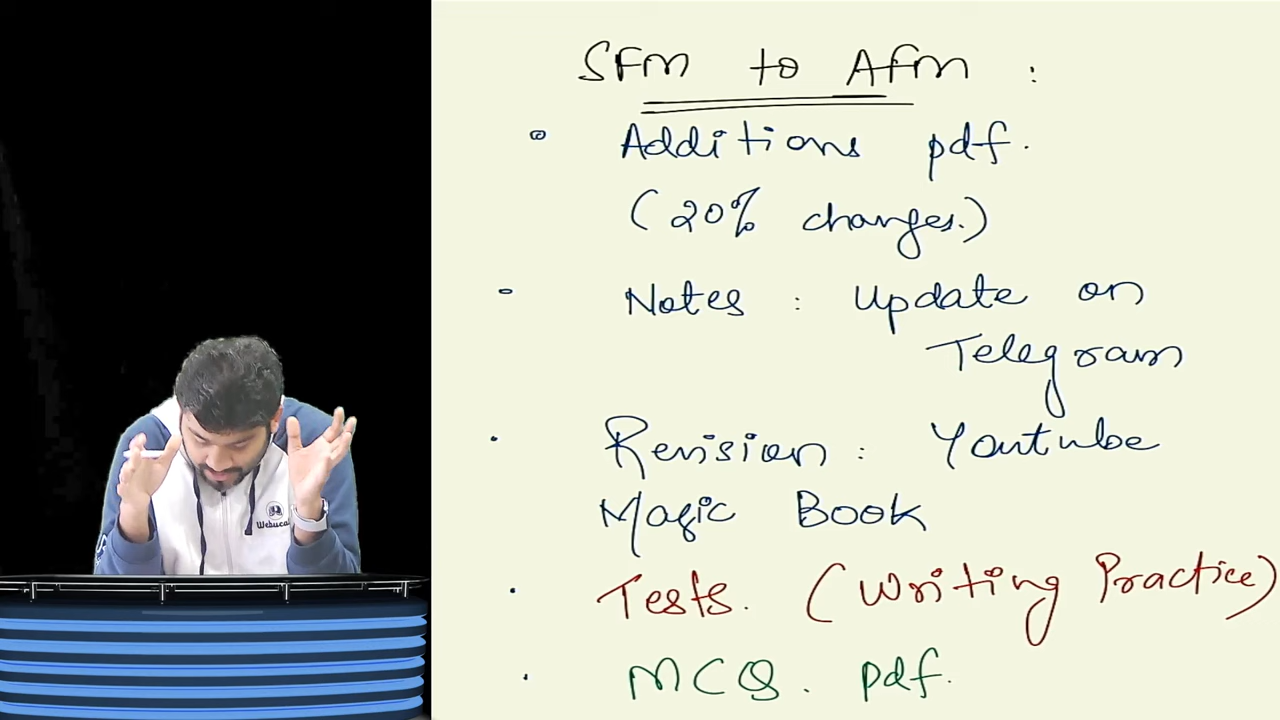 SFM to AFM :
Additions pdf.
(20% changes.)
Notes : Update on
Telegram
Revision : Youtube
Magic Book
Tests. (Writing Practice)
MCQ. pdf.
Webucat